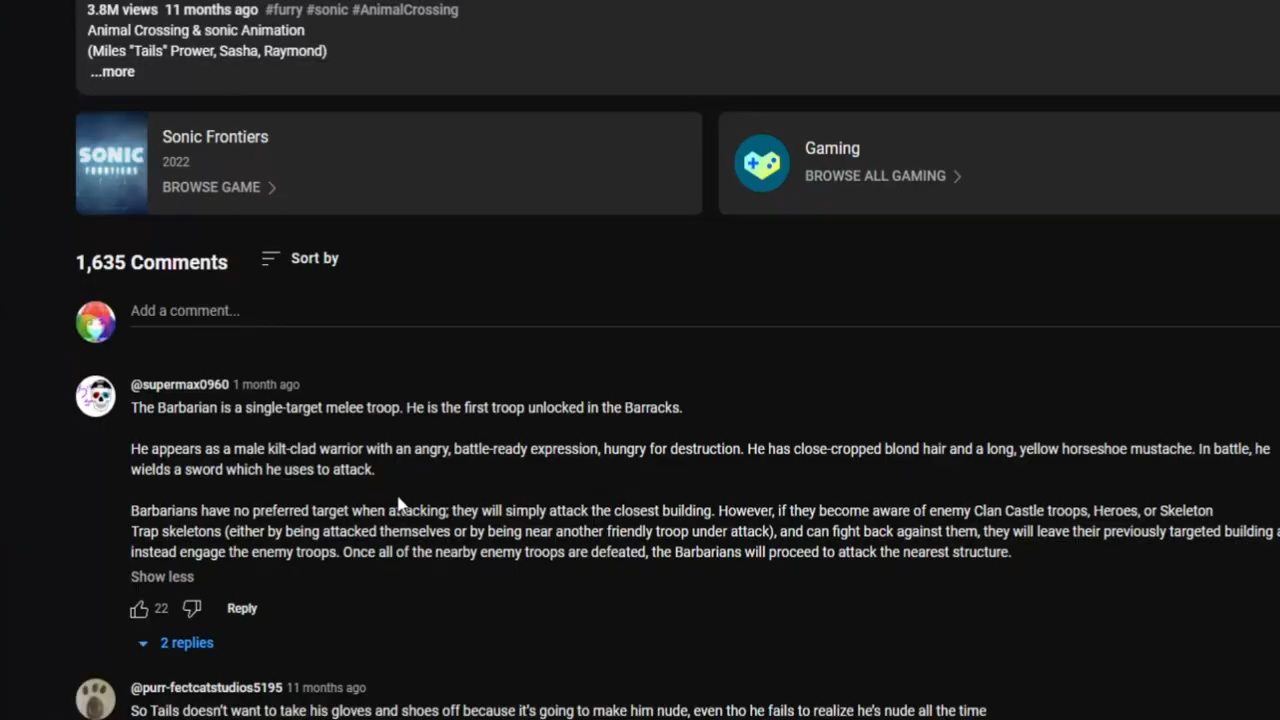 3.8M views 11 months ago #furry #sonic #AnimalCrossing
Animal Crossing & sonic Animation
(Miles "Tails" Prower, Sasha, Raymond)
...more
SONIC
FRONTIERS
Sonic Frontiers
2022
BROWSE GAME
Gaming
BROWSE ALL GAMING
1,635 Comments
Sort by
Add a comment...
@supermax0960 1 month ago
The Barbarian is a single-target melee troop. He is the first troop unlocked in the Barracks.
He appears as a male kilt-clad warrior with an angry, battle-ready expression, hungry for destruction. He has close-cropped blond hair and a long, yellow horseshoe mustache. In battle, he
wields a sword which he uses to attack.
Barbarians have no preferred target when attacking; they will simply attack the closest building. However, if they become aware of enemy Clan Castle troops, Heroes, or Skeleton
Trap skeletons (either by being attacked themselves or by being near another friendly troop under attack), and can fight back against them, they will leave their previously targeted building
instead engage the enemy troops. Once all of the nearby enemy troops are defeated, the Barbarians will proceed to attack the nearest structure.
Show less
22
Reply
2 replies
@purr-fectcatstudios5195 11 months ago
So Tails doesn't want to take his gloves and shoes off because it's going to make him nude, even tho he fails to realize he's nude all the time